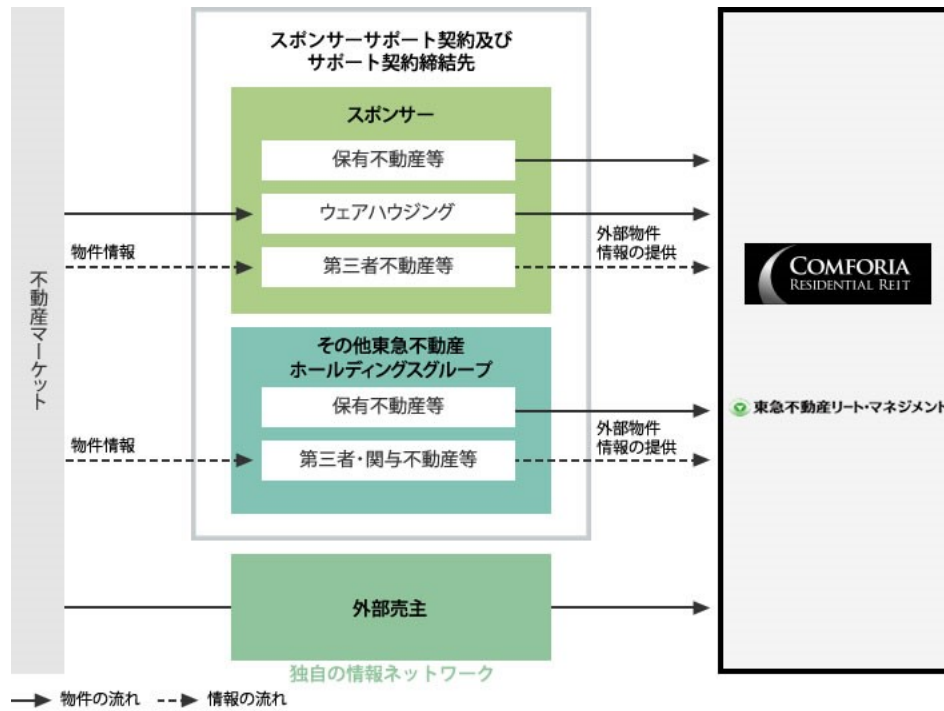 スポンサーサポート契約及び
サポート契約締結先
スポンサー
保有不動産等
ウェアハウジング
物件情報
第三者不動産等
外部物件
情報の提供
不動産マーケット
COMFORIA
RESIDENTIAL REIT
その他東急不動産
ホールディングスグループ
保有不動産等
東急不動産リート・マネジメント
物件情報
第三者・関与不動産等
外部物件
情報の提供
外部売主
独自の情報ネットワーク
物件の流れ
情報の流れ